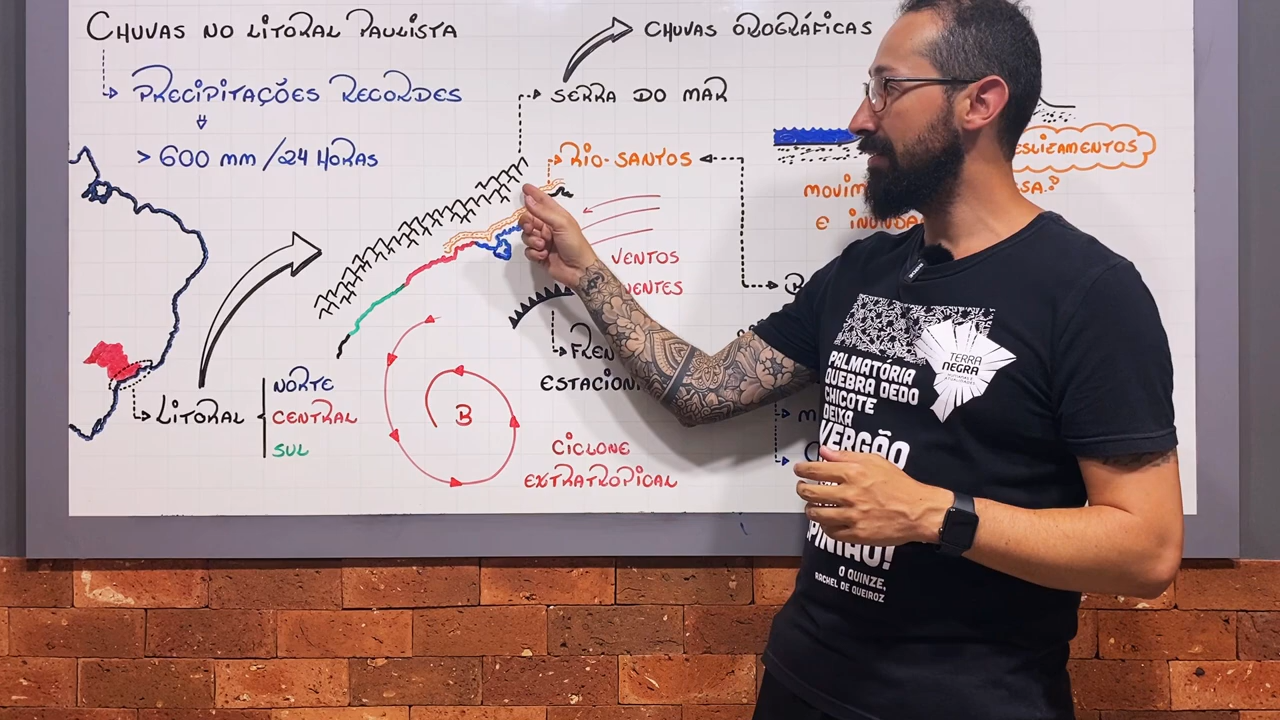 CHUVAS NO LITORAL PAULISTA
PRECIPITAÇÕES RECORDES
> 600 mm /24 HORAS
LITORAL
NORTE
CENTRAL
SUL
CHUVAS OROGRÁFICAS
SERRA DO MAR
RIO-SANTOS
VENTOS
B
CICLONE
EXTRATROPICAL
TERRA
NEGRA
PALMATÓRIA
QUEBRA DEDO
CHICOTE
DEIXA
VERGÃO
O QUINZE,
RACHEL DE QUEIROZ